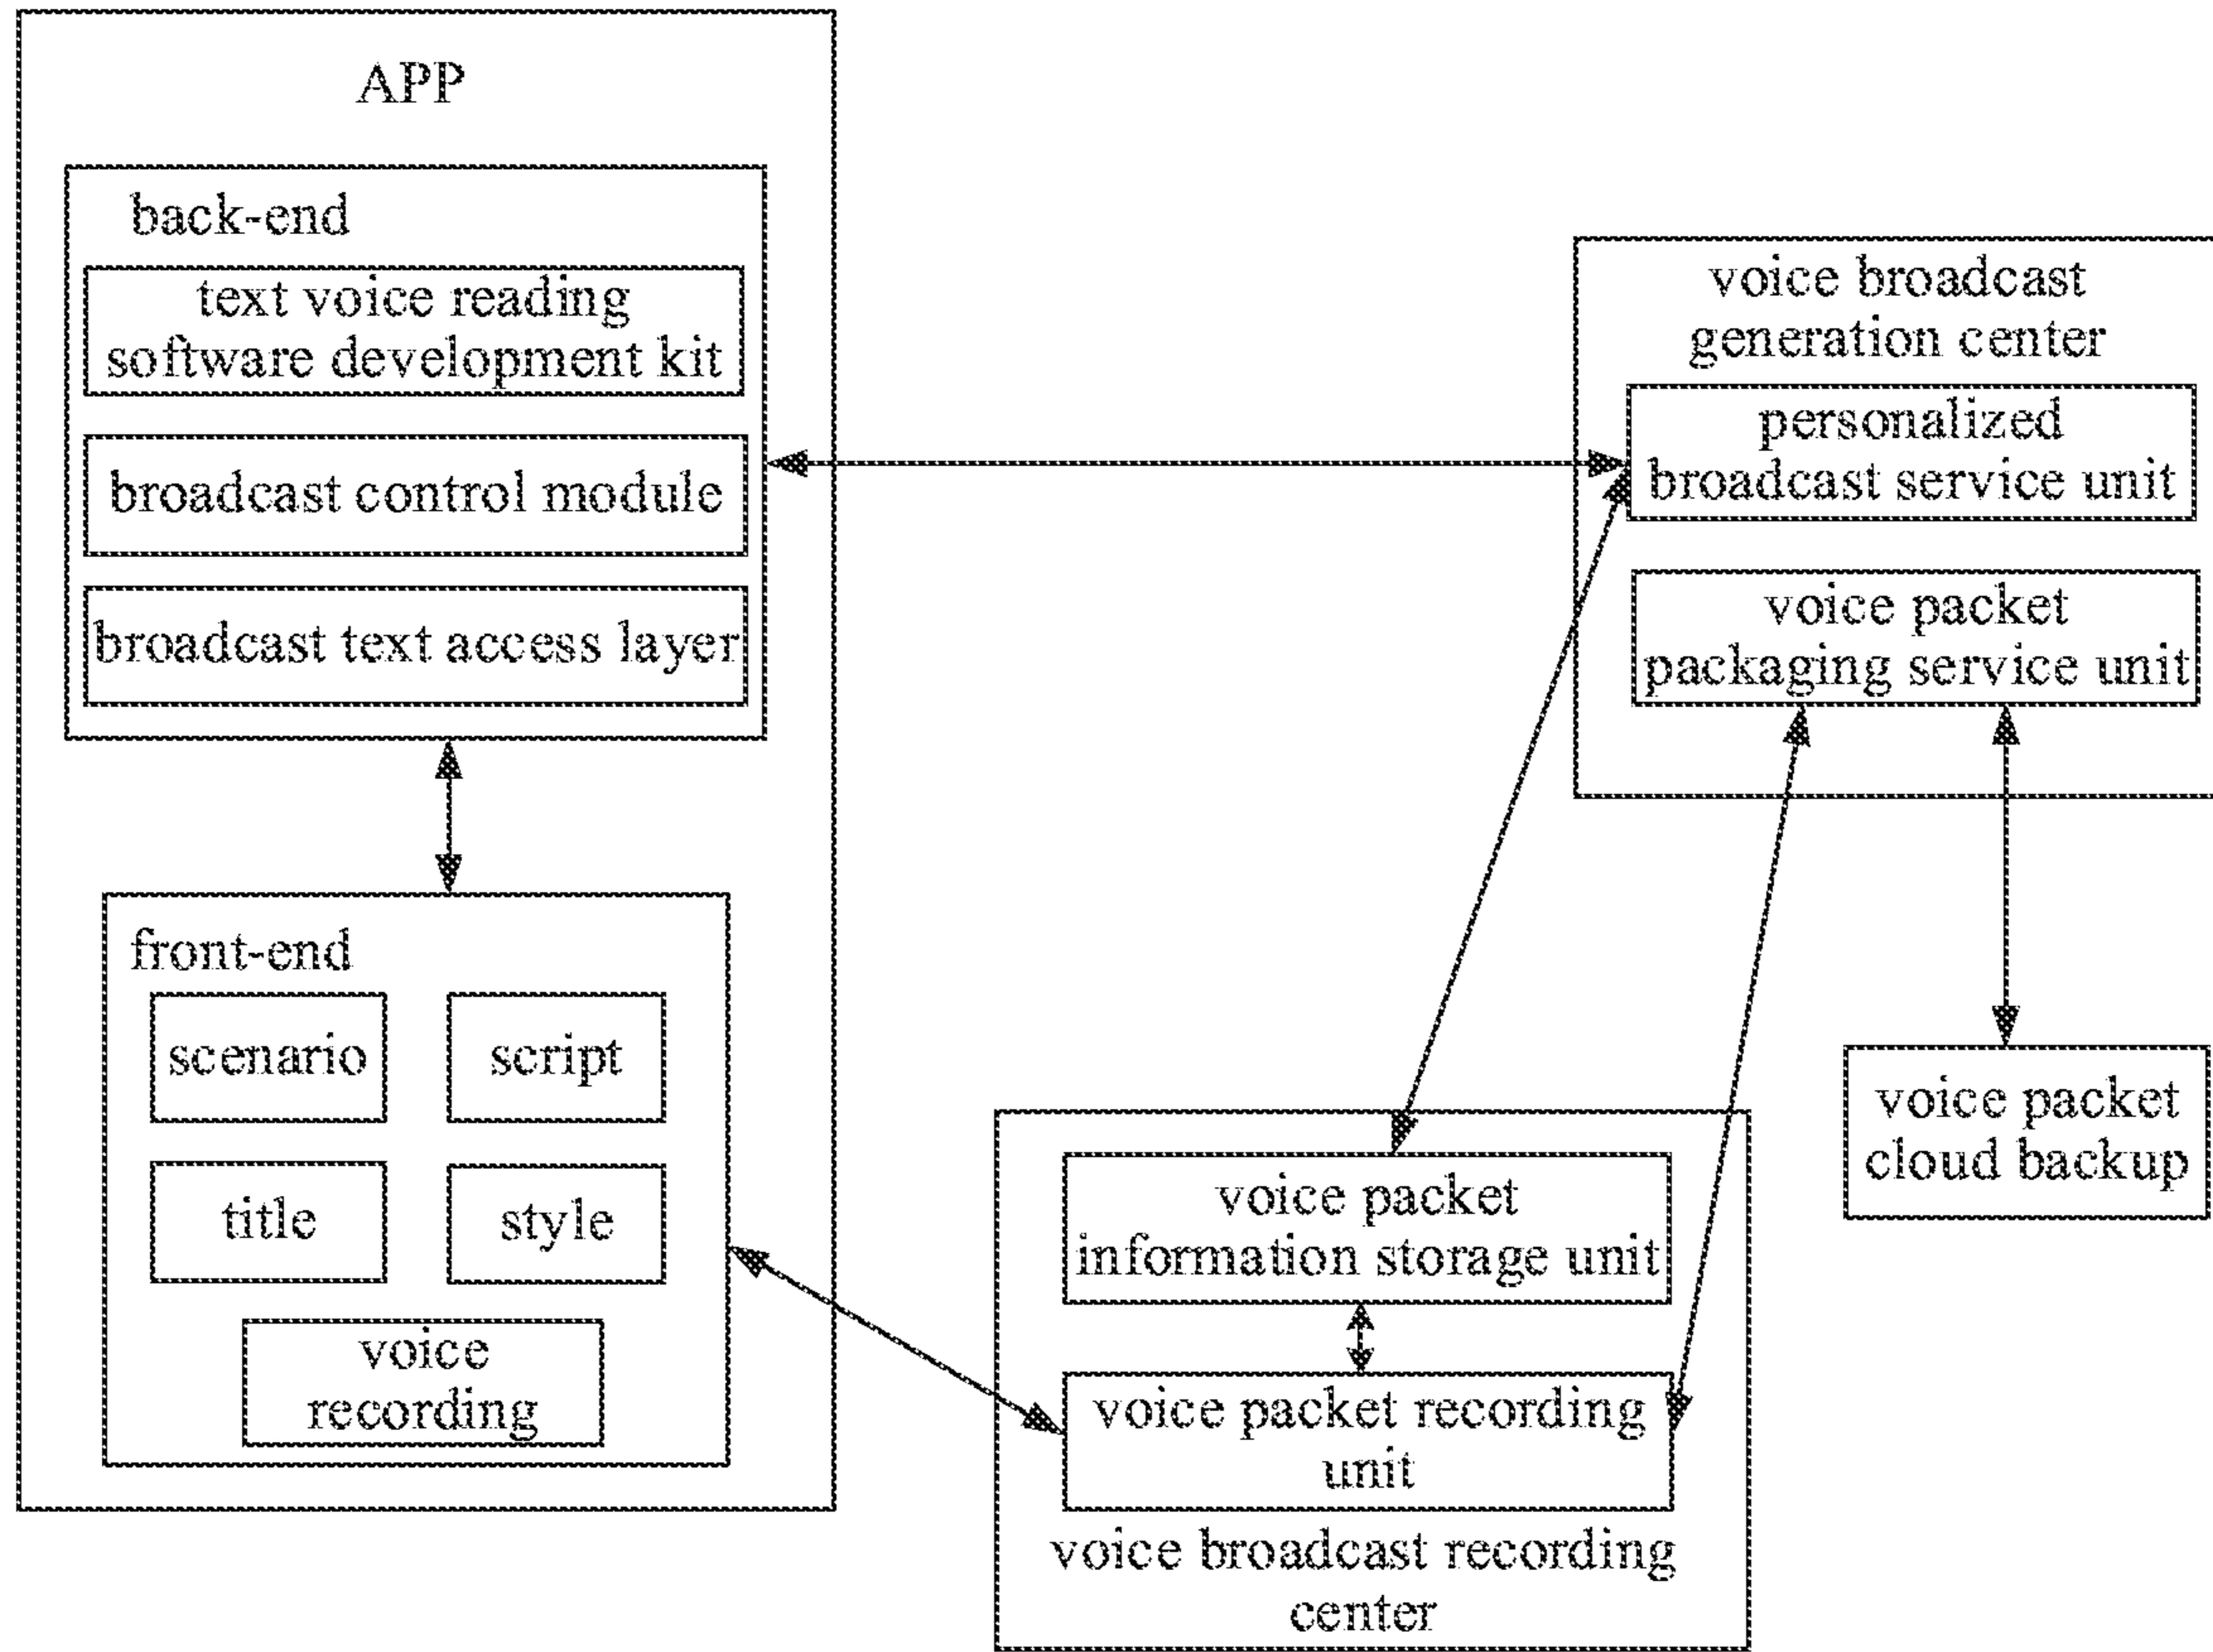 APP
back-end
text voice reading
software development kit
broadcast control module
broadcast text access layer
front-end
scenario
script
title
style
voice
recording
voice broadcast
generation center
personalized
broadcast service unit
voice packet
packaging service unit
voice packet
cloud backup
voice packet
information storage unit
voice packet recording
unit
voice broadcast recording
center